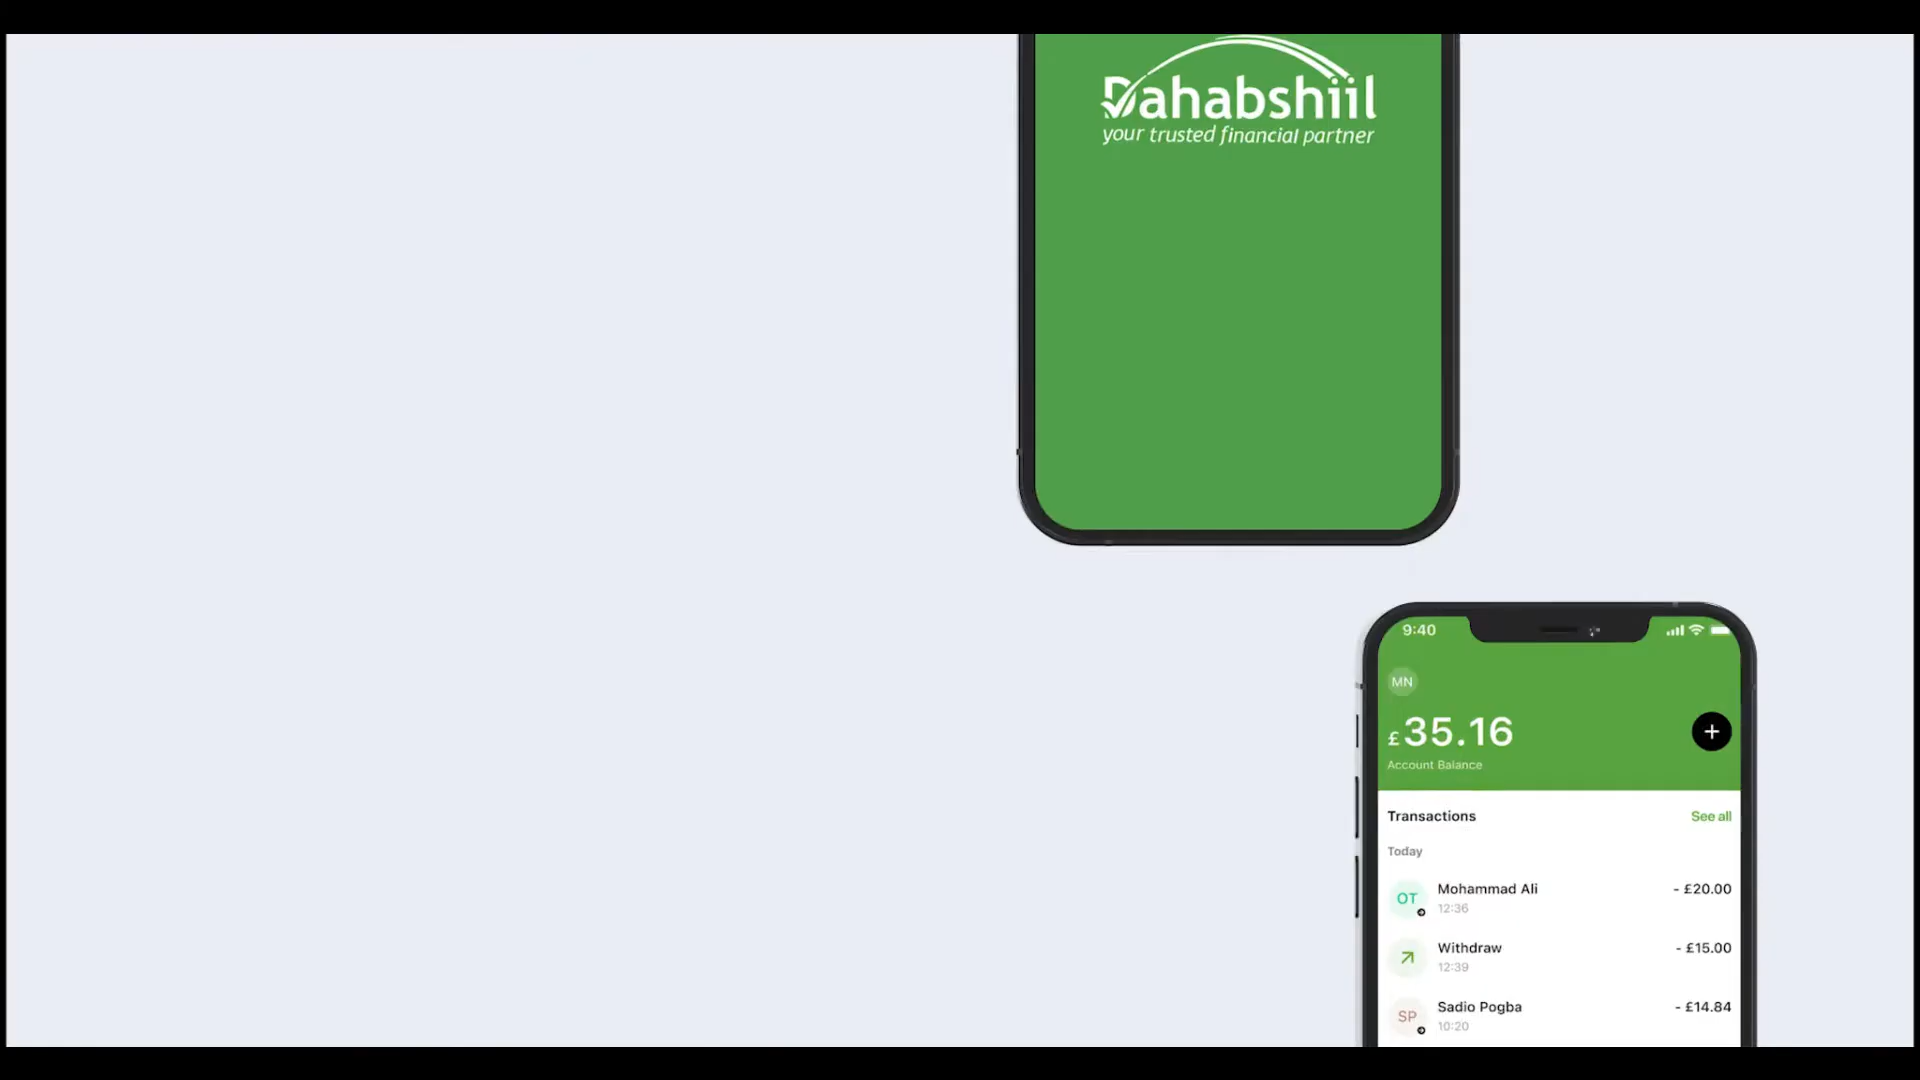 Dahabshiil
your trusted financial partner
9:40
MN
£35.16
Account Balance
+
Transactions
See all
Today
OT
Mohammad Ali
- £20.00
12:36
Withdraw
- £15.00
12:39
SP
Sadio Pogba
- £14.84
10:20